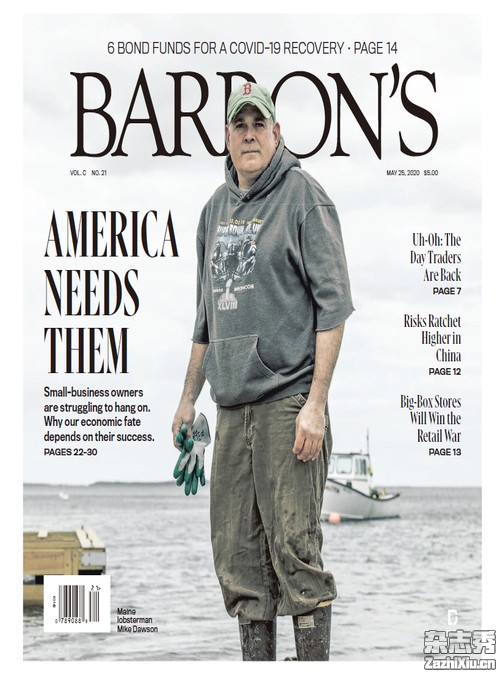 6 BOND FUNDS FOR A COVID-19 RECOVERY · PAGE 14
BARRON'S
VOL. C NO. 21
MAY 25, 2020 $5.00
B
AMERICA
NEEDS
THEM
Small-business owners
are struggling to hang on.
Why our economic fate
depends on their success.
PAGES 22-30
Uh-Oh: The
Day Traders
Are Back
PAGE 7
Risks Ratchet
Higher in
China
PAGE 12
Big-Box Stores
Will Win the
Retail War
PAGE 13
BRONCOS
XLVIII
Maine
lobsterman
Mike Dawson
杂志秀
ZazhiXiu.cn